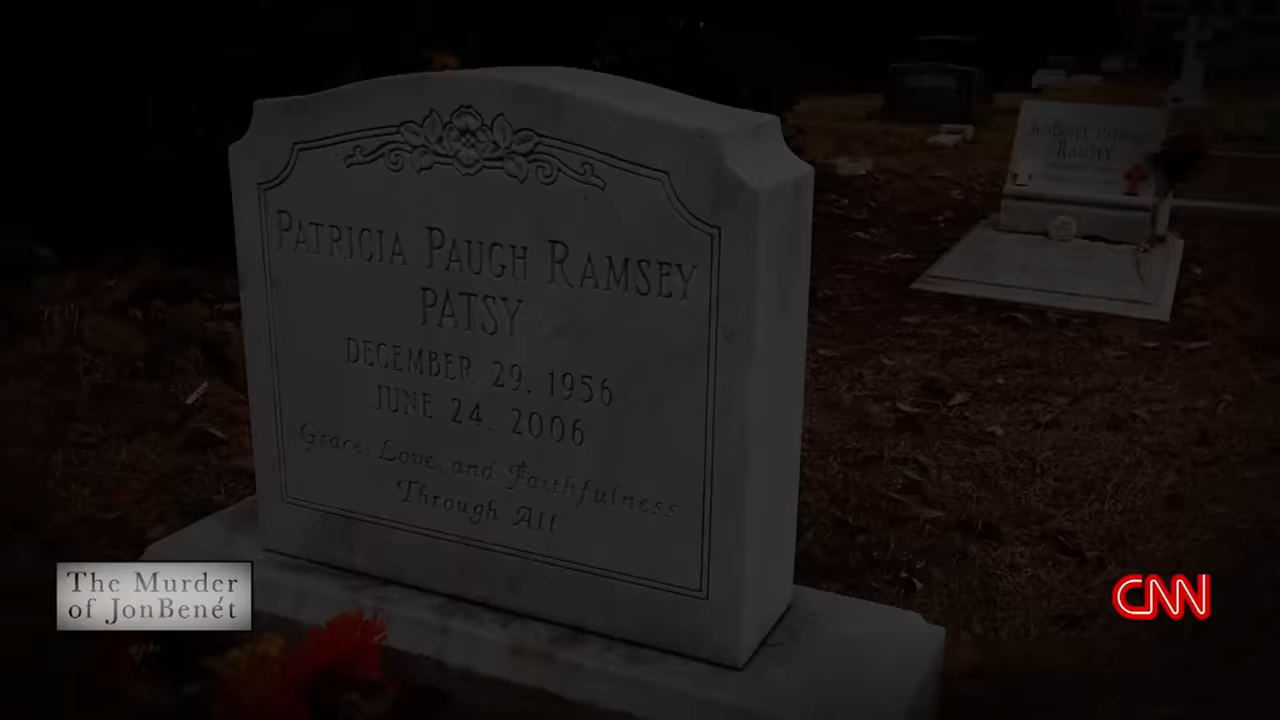 PATRICIA PAUGH RAMSEY
PATSY
DECEMBER 29, 1956
JUNE 24, 2006
Grace, Love, and Faithfulness
Through All
RAMSEY
The Murder
of JonBenét
CNN